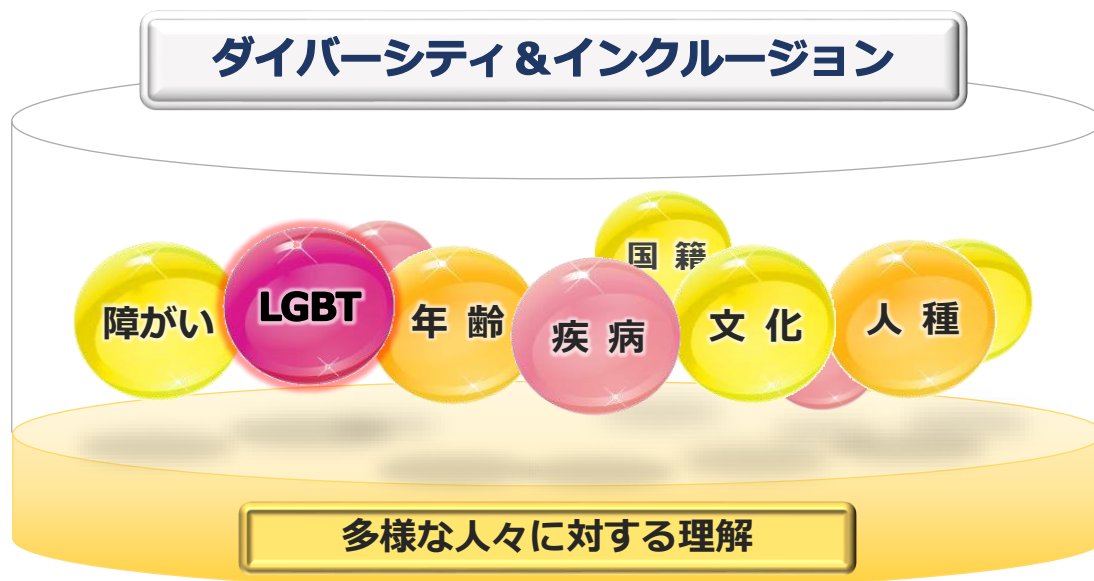 ダイバーシティ&インクルージョン
国 籍
障がい
LGBT
年 齢
疾 病
文 化
人 種
多様な人々に対する理解